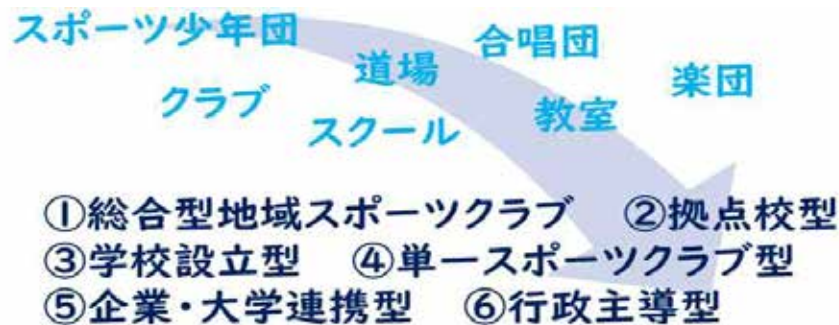 スポーツ少年団
合唱団
道場
楽団
クラブ
教室
スクール
①総合型地域スポーツクラブ ②拠点校型
③学校設立型 ④単一スポーツクラブ型
⑤企業・大学連携型 ⑥行政主導型